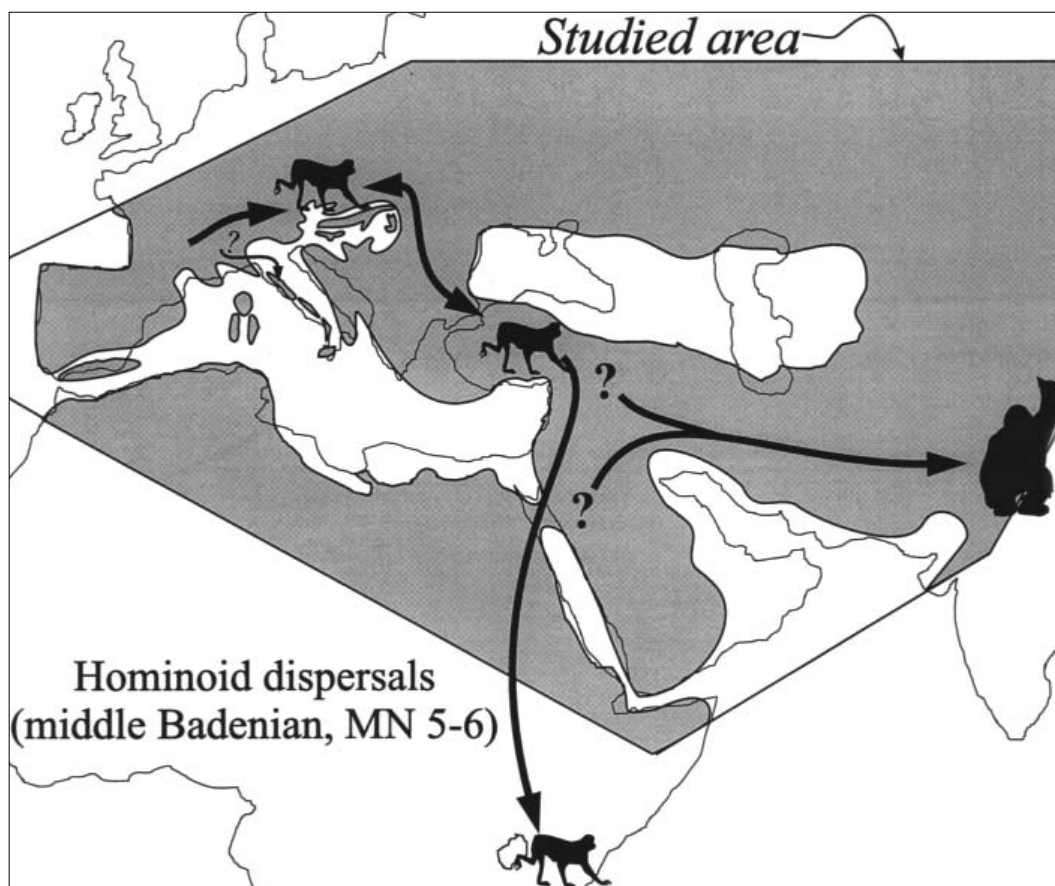 Studied area
?
?
?
Hominoid dispersals
(middle Badenian, MN 5-6)